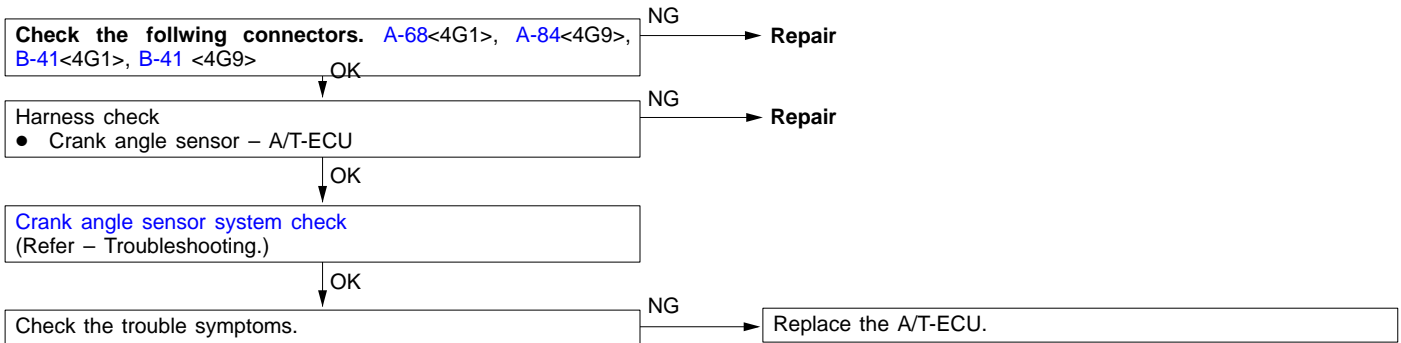 NG
Check the follwing connectors. A-68<4G1>, A-84<4G9>,
B-41<4G1>, B-41 <4G9>
Repair
OK
NG
Harness check
● Crank angle sensor – A/T-ECU
Repair
OK
Crank angle sensor system check
(Refer – Troubleshooting.)
OK
NG
Check the trouble symptoms.
Replace the A/T-ECU.